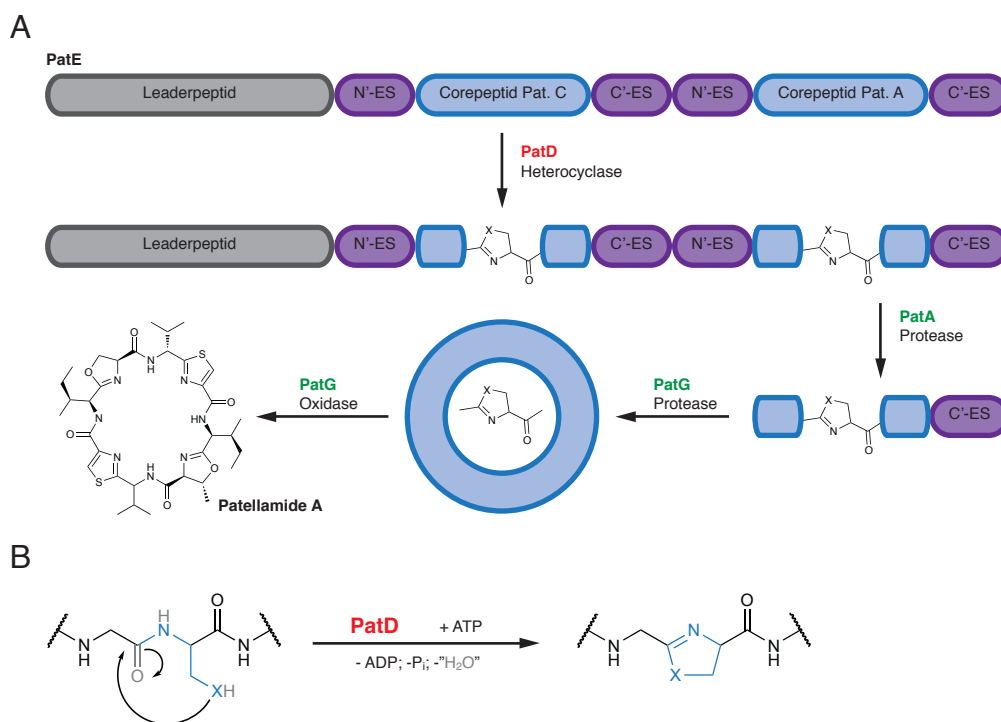 A
PatE
Leaderpeptid N'-ES Corepeptid Pat. C C'-ES N'-ES Corepeptid Pat. A C'-ES
PatD
Heterocyclase
Leaderpeptid N'-ES C'-ES N'-ES C'-ES
X N O X N O
PatA
Protease
PatG
Oxidase
PatG
Protease
C'-ES
X N O
X N O
O N H S N O N O HN N O S N N H O N O
Patellamide A
B
PatD + ATP
- ADP; -Pi; -"H2O"
N H O H N O N H XH
N H N X O N H